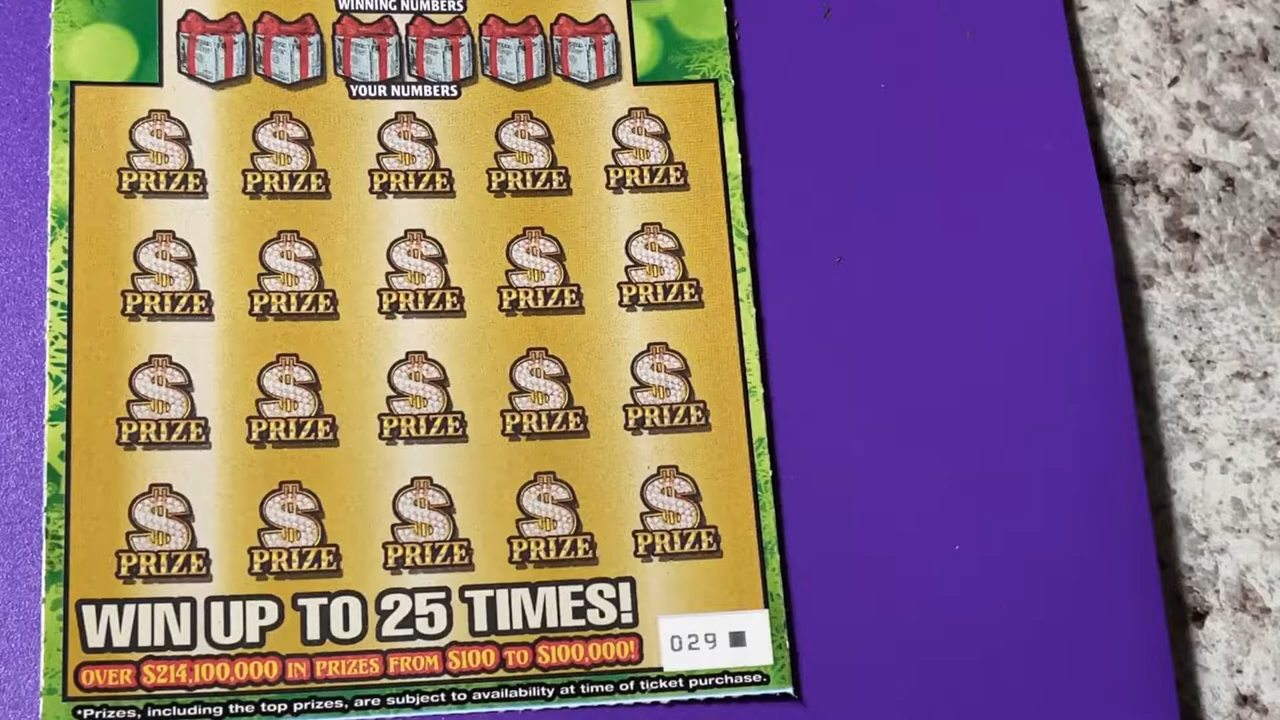 WINNING NUMBERS
YOUR NUMBERS
$ $ $ $ $
PRIZE PRIZE PRIZE PRIZE PRIZE
$ $ $ $ $
PRIZE PRIZE PRIZE PRIZE PRIZE
$ $ $ $ $
PRIZE PRIZE PRIZE PRIZE PRIZE
$ $ $ $ $
PRIZE PRIZE PRIZE PRIZE PRIZE
WIN UP TO 25 TIMES!
029
OVER $214,100,000 IN PRIZES FROM $100 TO $100,000!
*Prizes, including the top prizes, are subject to availability at time of ticket purchase.